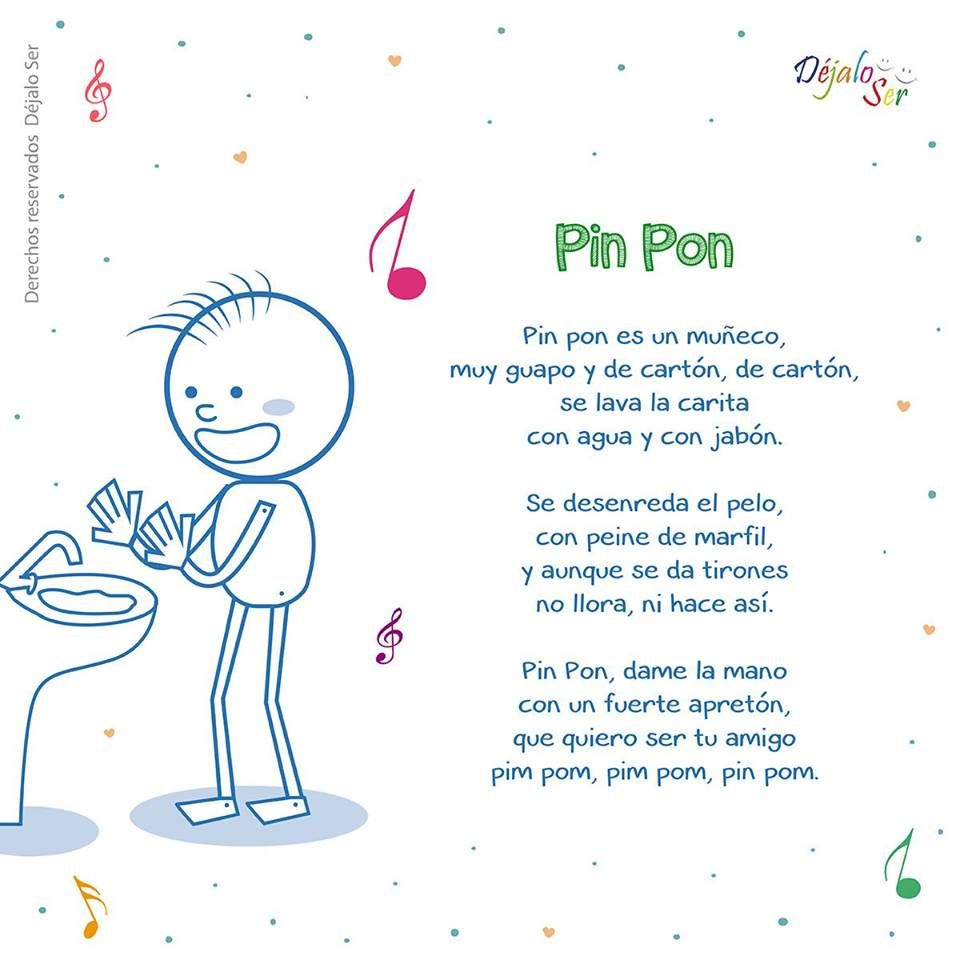 Derechos reservados Déjalo Ser
Déjalo
Ser
Pin Pon
Pin pon es un muñeco,
muy guapo y de cartón, de cartón,
se lava la carita
con agua y con jabón.
Se desenreda el pelo,
con peine de marfil,
y aunque se da tirones
no llora, ni hace así.
Pin Pon, dame la mano
con un fuerte apretón,
que quiero ser tu amigo
pim pom, pim pom, pin pom.